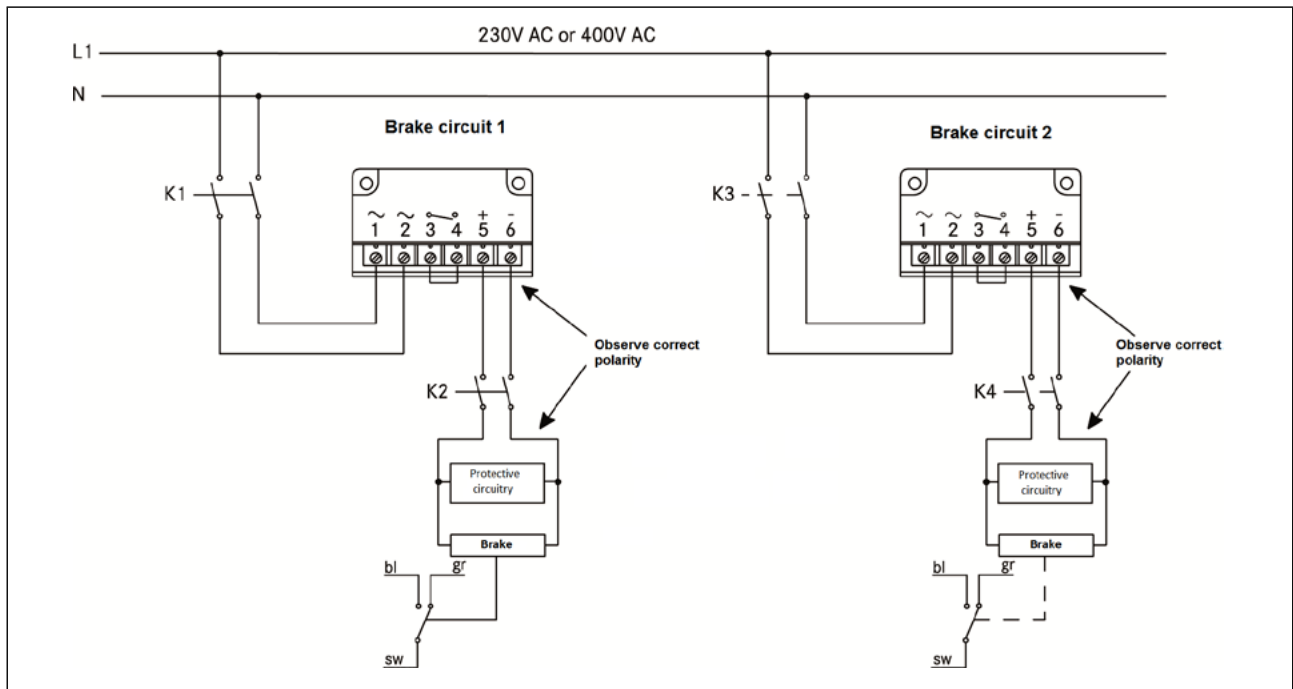 230V AC or 400V AC
L1
N
Brake circuit 1
Brake circuit 2
K1
~ ~ + -
1 2 3 4 5 6
K3
~ ~ + -
1 2 3 4 5 6
Observe correct
polarity
Observe correct
polarity
K2
K4
Protective
circuitry
Protective
circuitry
Brake
Brake
bl gr
bl gr
sw
sw